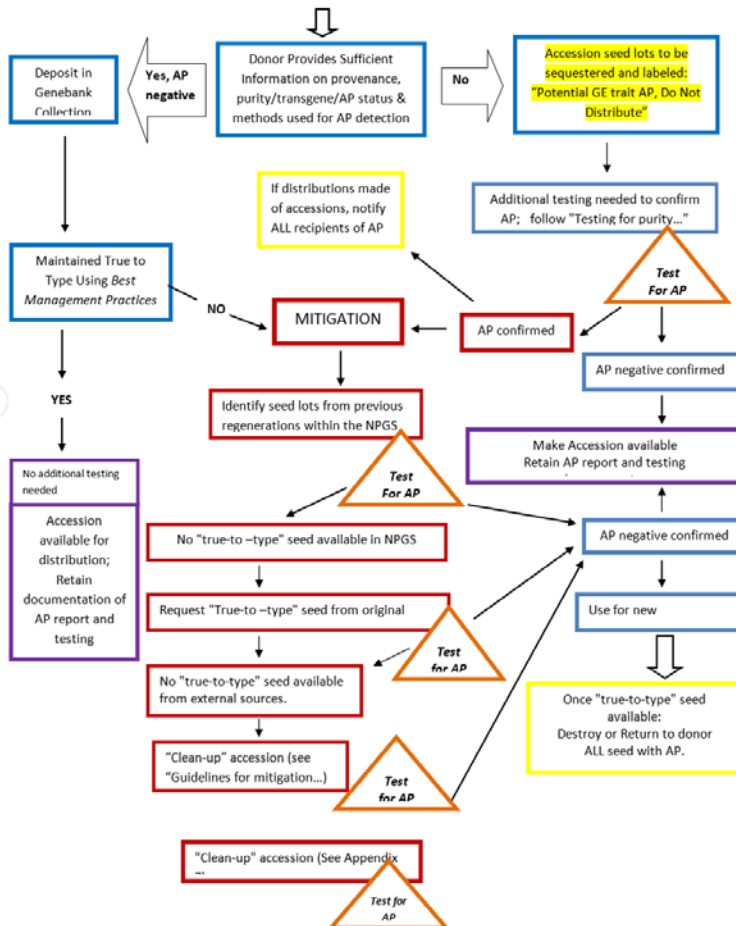 Donor Provides Sufficient
Information on provenance,
purity/transgene/AP status &
methods used for AP detection
Yes, AP
negative
No
Deposit in
Genebank
Collection
Accession seed lots to be
sequestered and labeled:
"Potential GE trait AP, Do Not
Distribute"
If distributions made
of accessions, notify
ALL recipients of AP
Additional testing needed to confirm
AP; follow "Testing for purity..."
Test
For AP
Maintained True to
Type Using Best
Management Practices
NO
MITIGATION
AP confirmed
AP negative confirmed
YES
Identify seed lots from previous
regenerations within the NPGS
Make Accession available
Retain AP report and testing
Test
For AP
No additional testing
needed
Accession
available for
distribution;
Retain
documentation of
AP report and
testing
No "true-to –type" seed available in NPGS
AP negative confirmed
Request "True-to –type" seed from original
Use for new
Test
for AP
No "true-to-type" seed available
from external sources.
Once "true-to-type" seed
available:
Destroy or Return to donor
ALL seed with AP.
"Clean-up" accession (see
"Guidelines for mitigation...)
Test
for AP
"Clean-up" accession (See Appendix
Test for
AP